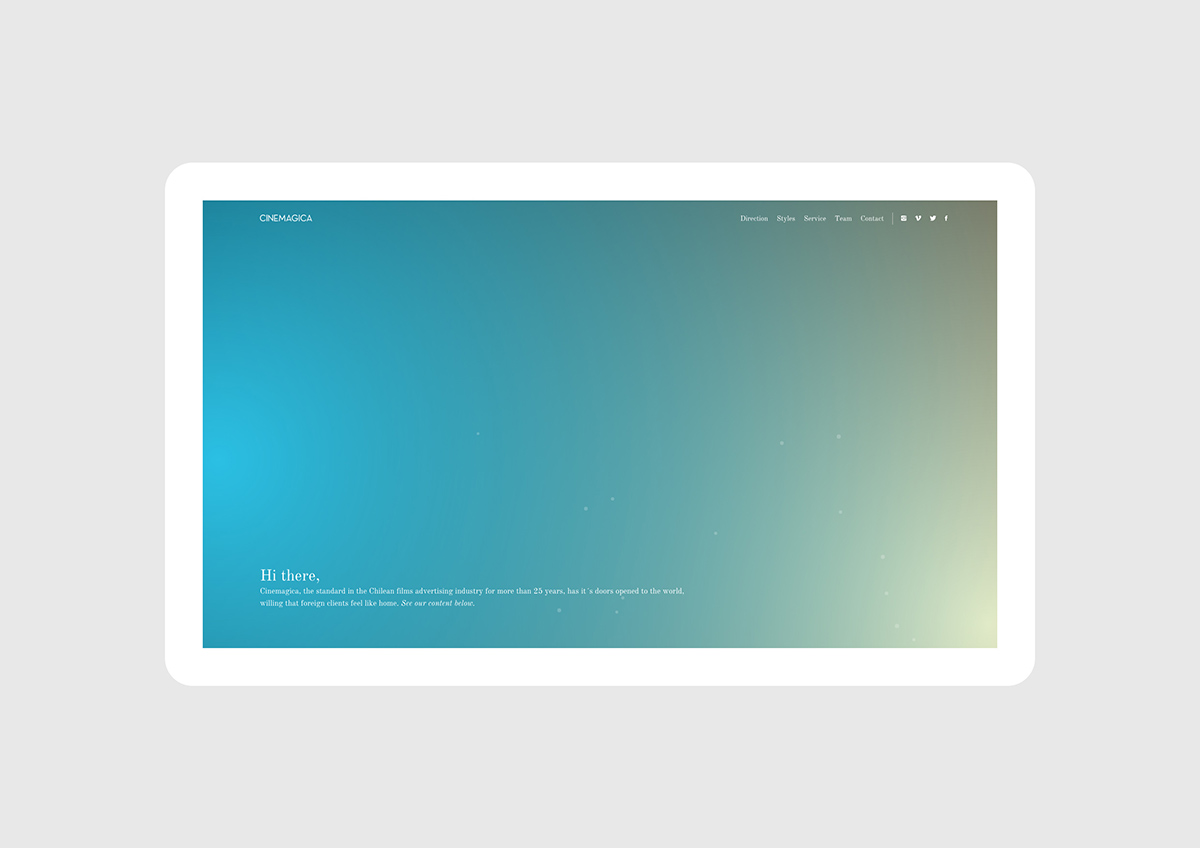 CINEMAGICA
Direction Styles Service Team Contact
Hi there,
Cinemagica, the standard in the Chilean films advertising industry for more than 25 years, has it´s doors opened to the world,
willing that foreign clients feel like home. See our content below.